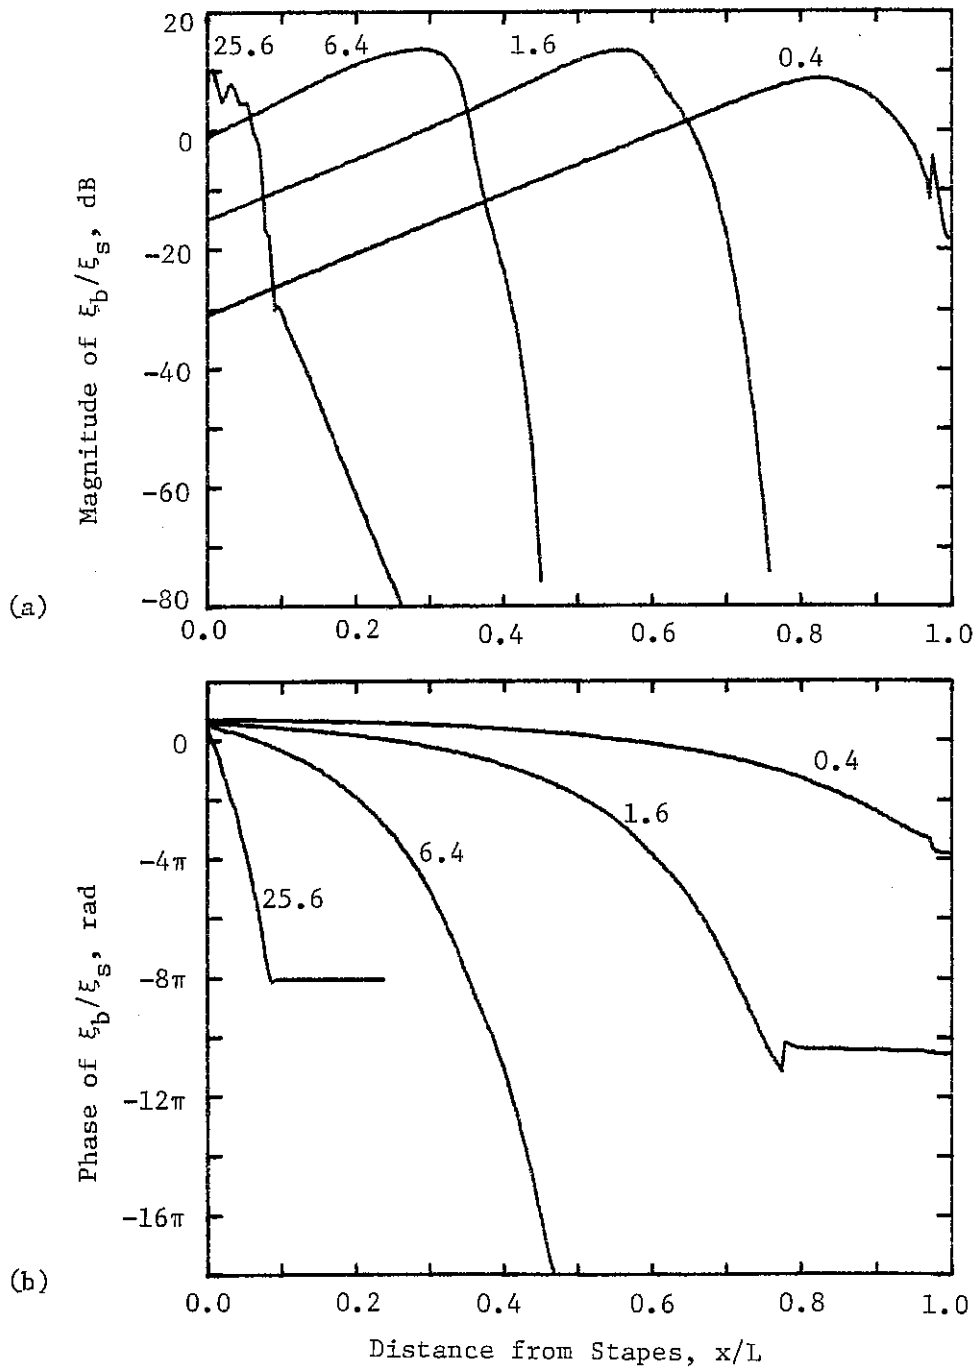 20
25.6 6.4 1.6 0.4
0
-20
-40
-60
-80
Magnitude of ξb/ξs, dB
(a)
0.0 0.2 0.4 0.6 0.8 1.0
0
-4π
-8π
-12π
-16π
Phase of ξb/ξs, rad
0.4
1.6
6.4
25.6
(b)
0.0 0.2 0.4 0.6 0.8 1.0
Distance from Stapes, x/L